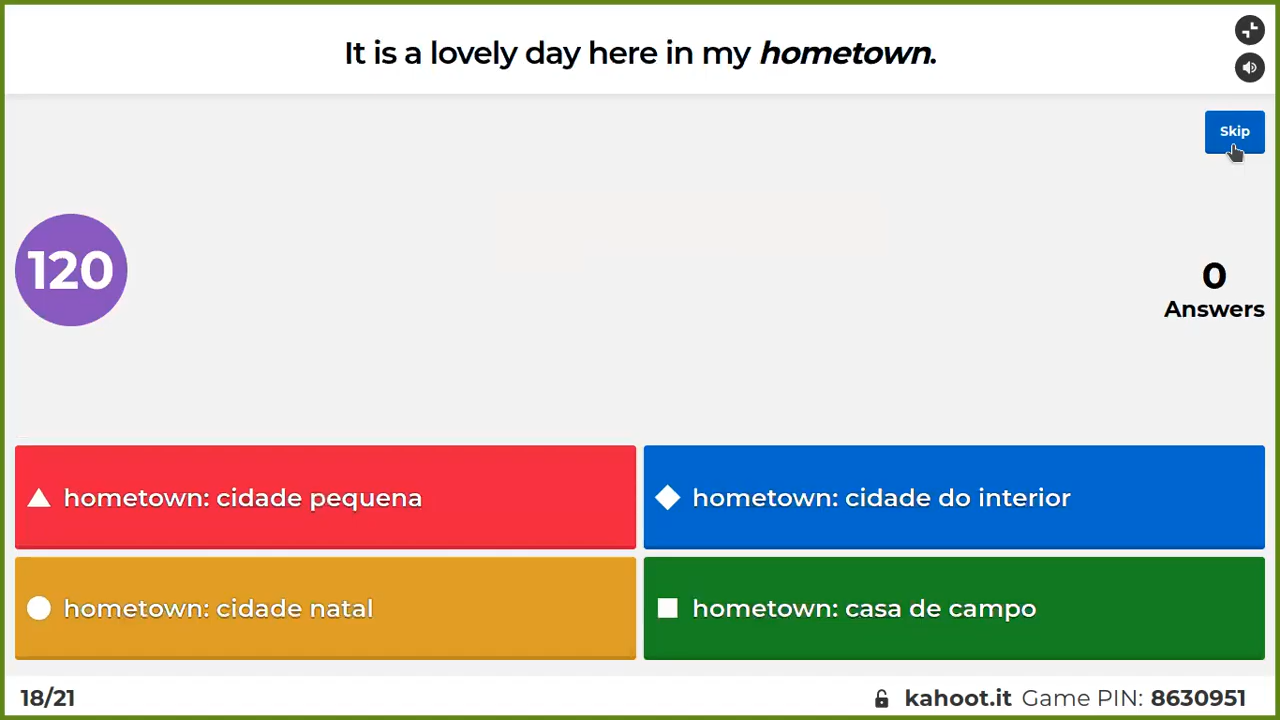 It is a lovely day here in my hometown.
Skip
120
0
Answers
hometown: cidade pequena
hometown: cidade do interior
hometown: cidade natal
hometown: casa de campo
18/21
kahoot.it Game PIN: 8630951